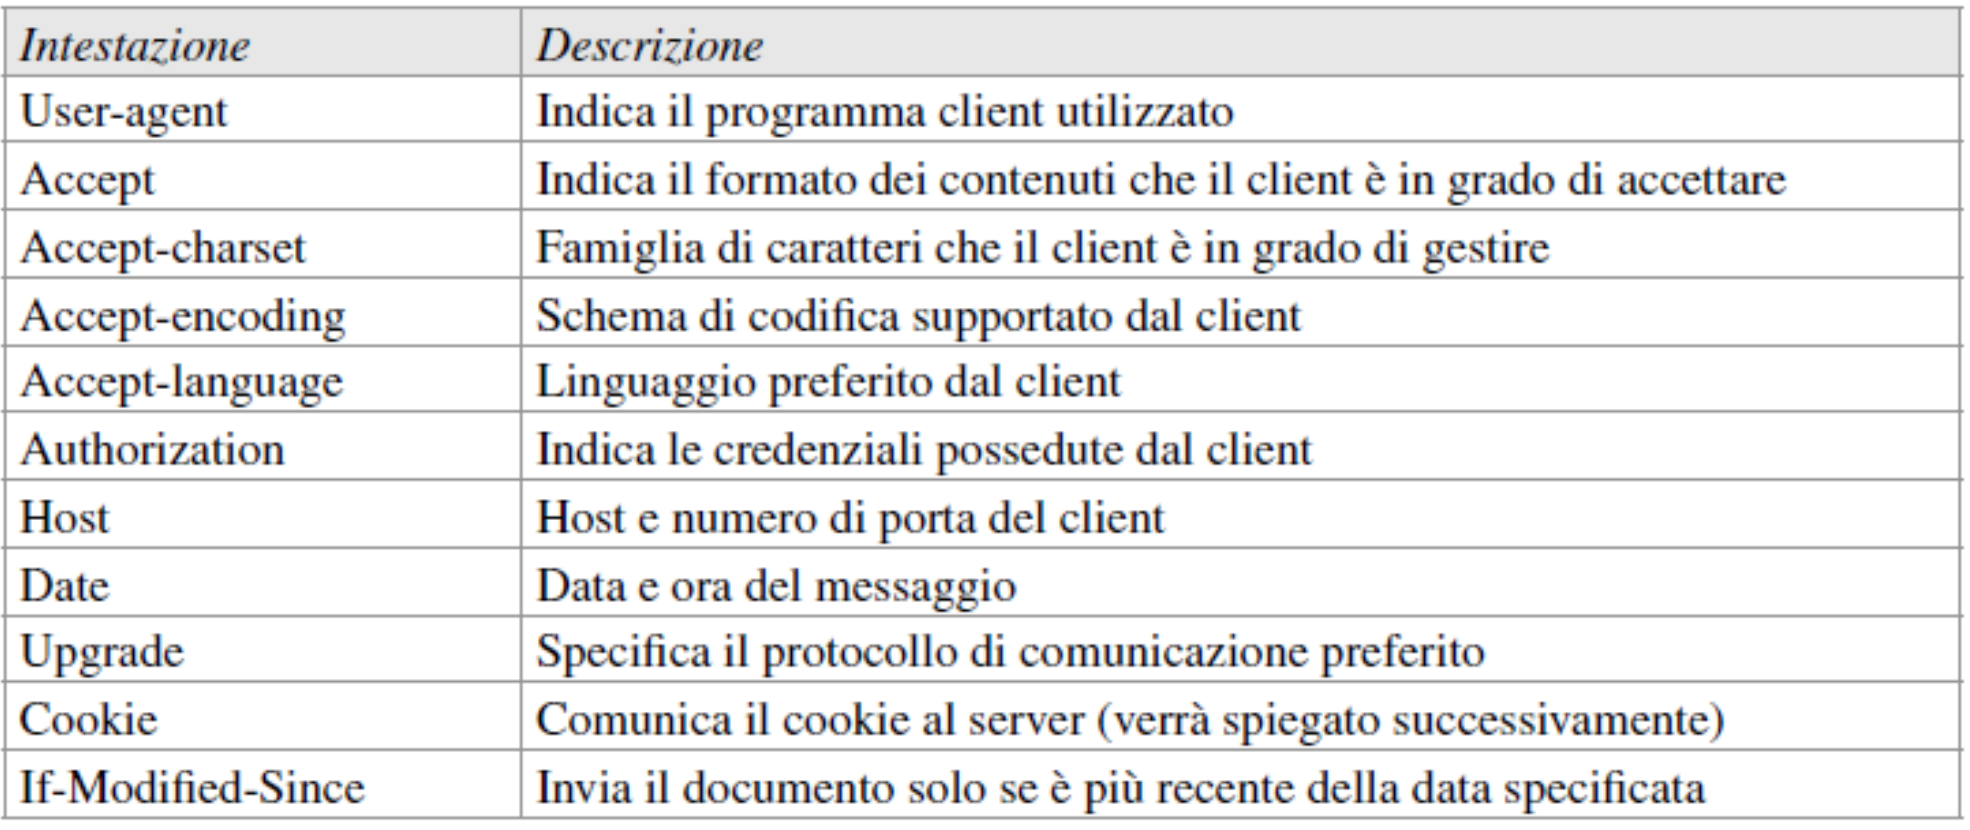 Intestazione Descrizione
User-agent Indica il programma client utilizzato
Accept Indica il formato dei contenuti che il client è in grado di accettare
Accept-charset Famiglia di caratteri che il client è in grado di gestire
Accept-encoding Schema di codifica supportato dal client
Accept-language Linguaggio preferito dal client
Authorization Indica le credenziali possedute dal client
Host Host e numero di porta del client
Date Data e ora del messaggio
Upgrade Specifica il protocollo di comunicazione preferito
Cookie Comunica il cookie al server (verrà spiegato successivamente)
If-Modified-Since Invia il documento solo se è più recente della data specificata